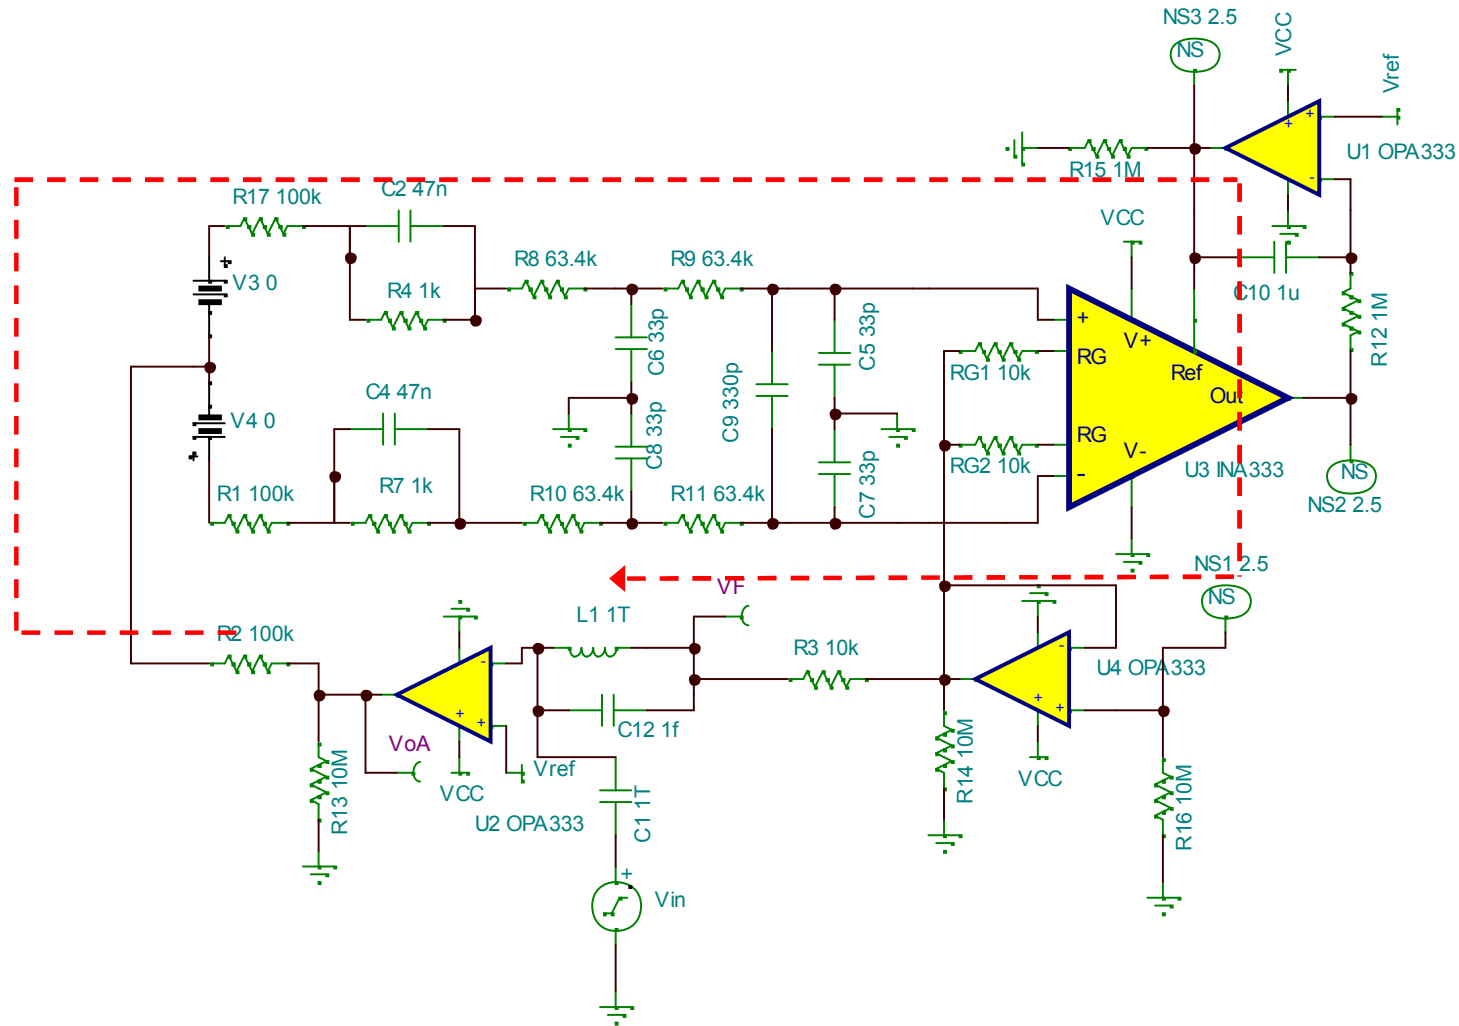 NS3 2.5
NS
VCC
Vref
+
+
-
U1 OPA333
R15 1M
C2 47n
R17 100k
VCC
+
V3 0
R8 63.4k
R9 63.4k
R4 1k
C10 1u
R12 1M
C6 33p
C5 33p
C9 330p
+
V+
RG
RG1 10k
Ref
Out
C4 47n
V4 0
+
C8 33p
C7 33p
RG
RG2 10k
V-
-
U3 INA333
NS
NS2 2.5
R7 1k
R1 100k
R10 63.4k
R11 63.4k
NS1 2.5
NS
VF
L1 1T
R2 100k
R3 10k
-
+
+
-
+
+
U4 OPA333
C12 1f
VoA
Vref
VCC
VCC
R13 10M
U2 OPA333
C1 1T
R14 10M
R16 10M
+
Vin